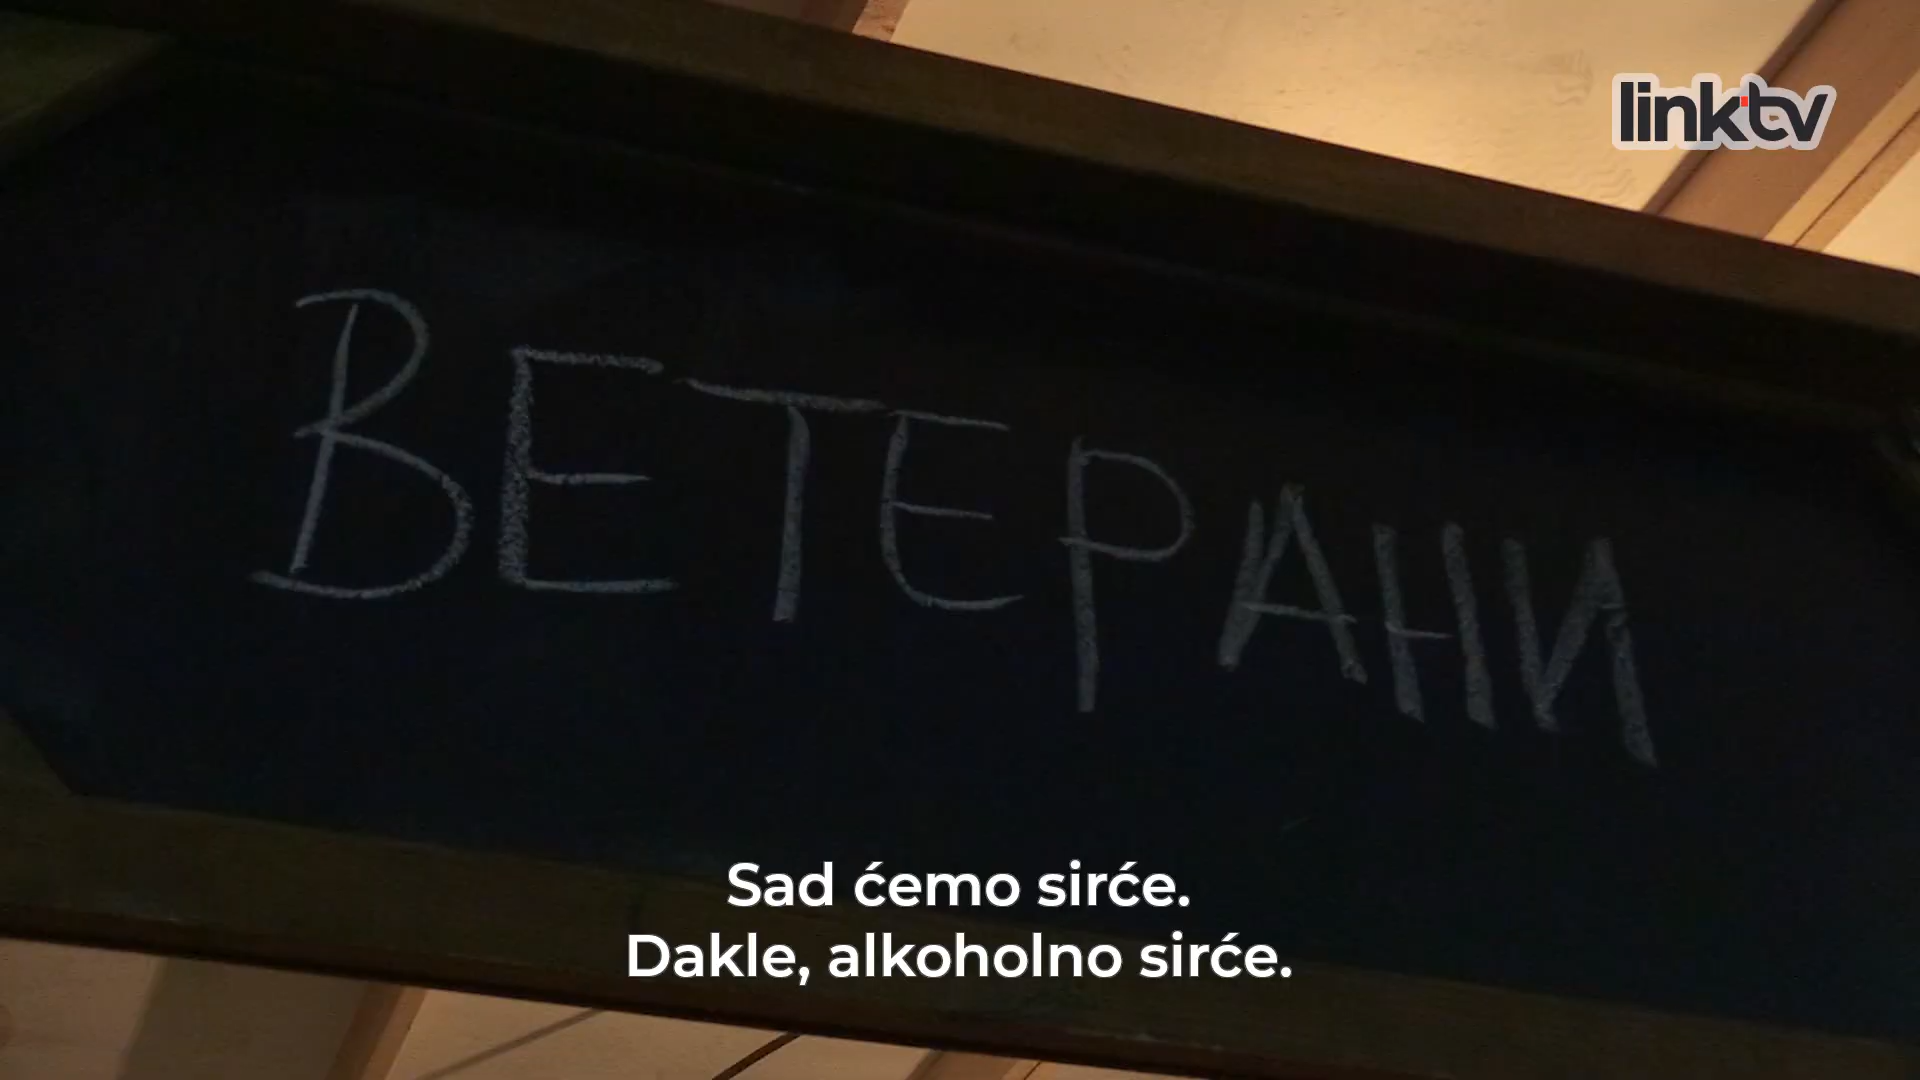 linktv
ВЕТЕРАНИ
Sad ćemo sirće.
Dakle, alkoholno sirće.